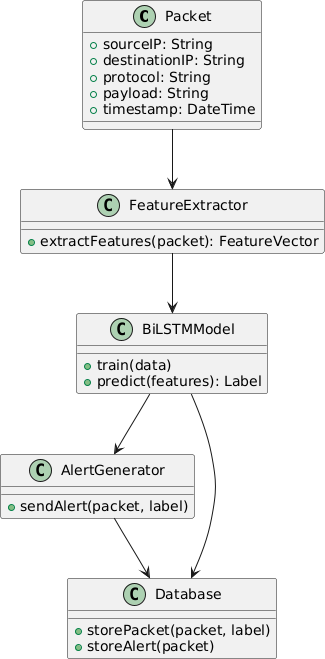 C Packet
sourceIP: String
destinationIP: String
protocol: String
payload: String
timestamp: DateTime
C FeatureExtractor
extractFeatures(packet): FeatureVector
C BiLSTMModel
train(data)
predict(features): Label
C AlertGenerator
sendAlert(packet, label)
C Database
storePacket(packet, label)
storeAlert(packet)